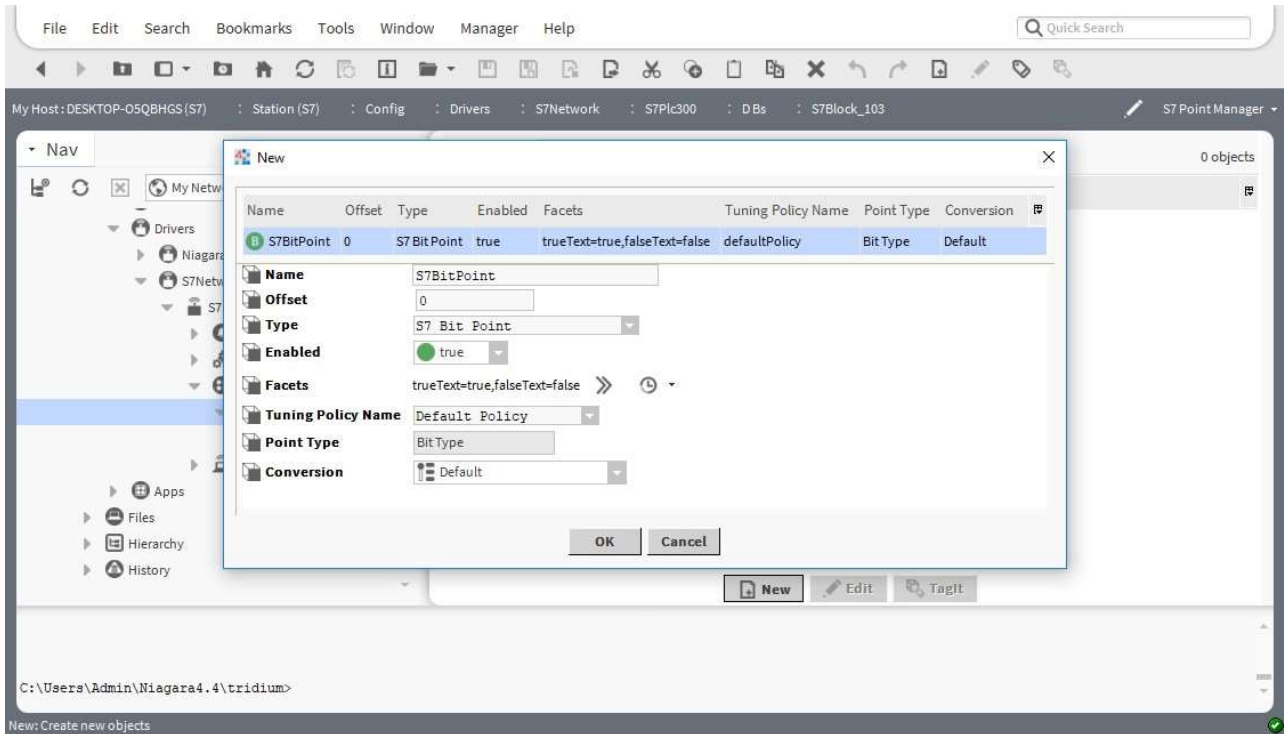 File Edit Search Bookmarks Tools Window Manager Help Quick Search
My Host : DESKTOP-O5QBHGS (S7) : Station (S7) : Config : Drivers : S7Network : S7Plc300 : DBs : S7Block_103 S7 Point Manager
Nav
0 objects
My Netw
Drivers
Niagara
S7Netw
S7
Apps
Files
Hierarchy
History
New
Name Offset Type Enabled Facets Tuning Policy Name Point Type Conversion
S7BitPoint 0 S7 Bit Point true trueText=true,falseText=false defaultPolicy Bit Type Default
Name S7BitPoint
Offset 0
Type S7 Bit Point
Enabled true
Facets trueText=true,falseText=false
Tuning Policy Name Default Policy
Point Type Bit Type
Conversion Default
OK Cancel
New Edit TagIt
C:\Users\Admin\Niagara4.4\tridium>
New: Create new objects